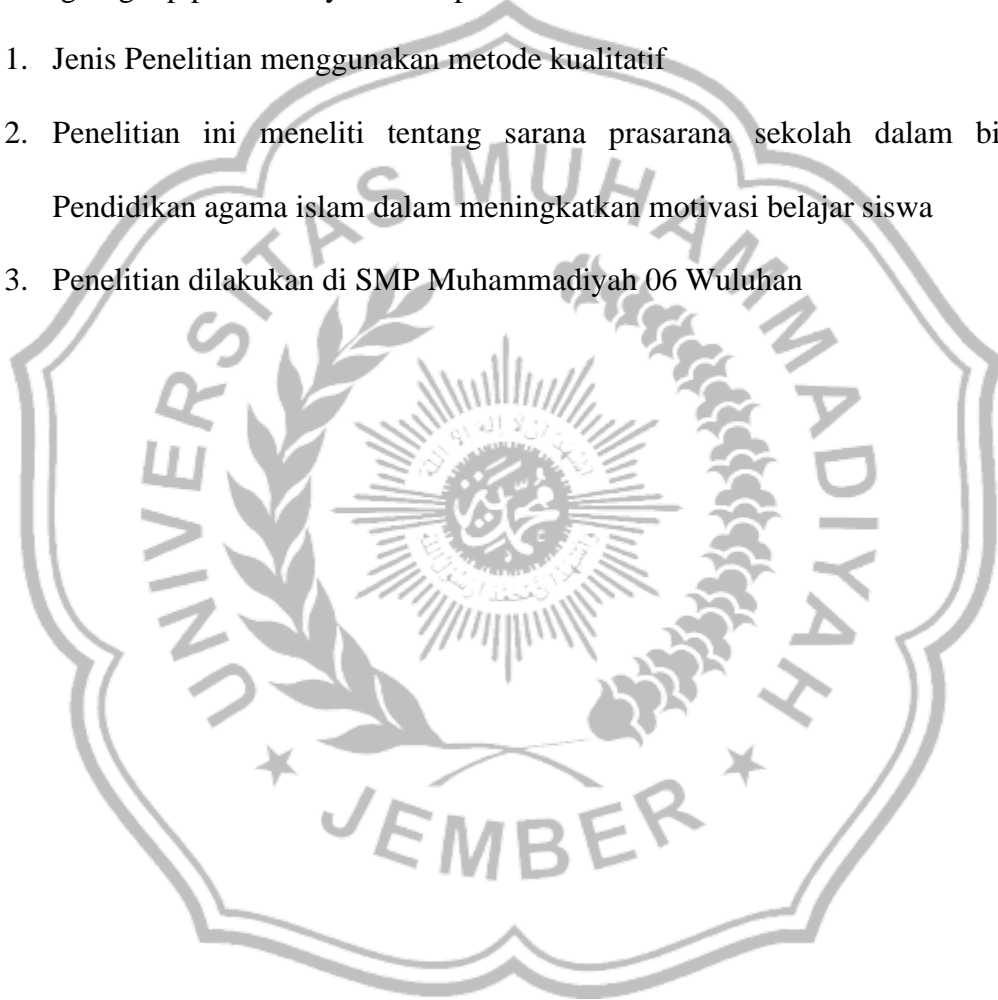 1. Jenis Penelitian menggunakan metode kualitatif
2. Penelitian ini meneliti tentang sarana prasarana sekolah dalam bi
Pendidikan agama islam dalam meningkatkan motivasi belajar siswa
3. Penelitian dilakukan di SMP Muhammadiyah 06 Wuluhan
UNIVERSITAS MUHAMMADIYAH
JEMBER